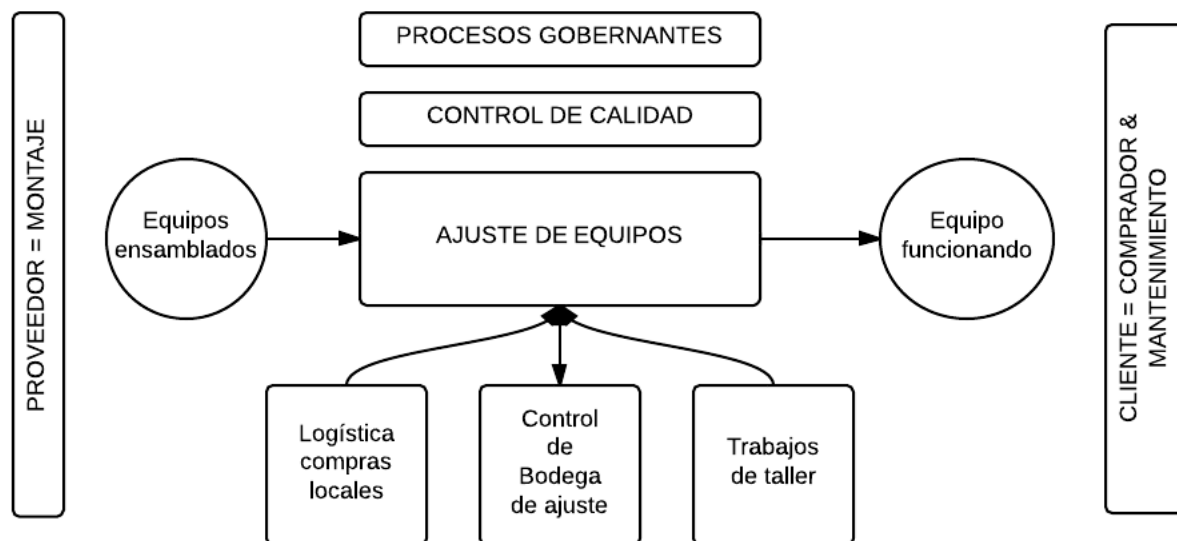 PROVEEDOR = MONTAJE
PROCESOS GOBERNANTES
CONTROL DE CALIDAD
Equipos
ensamblados
AJUSTE DE EQUIPOS
Equipo
funcionando
CLIENTE = COMPRADOR &
MANTENIMIENTO
Logística
compras
locales
Control
de
Bodega
de ajuste
Trabajos
de taller